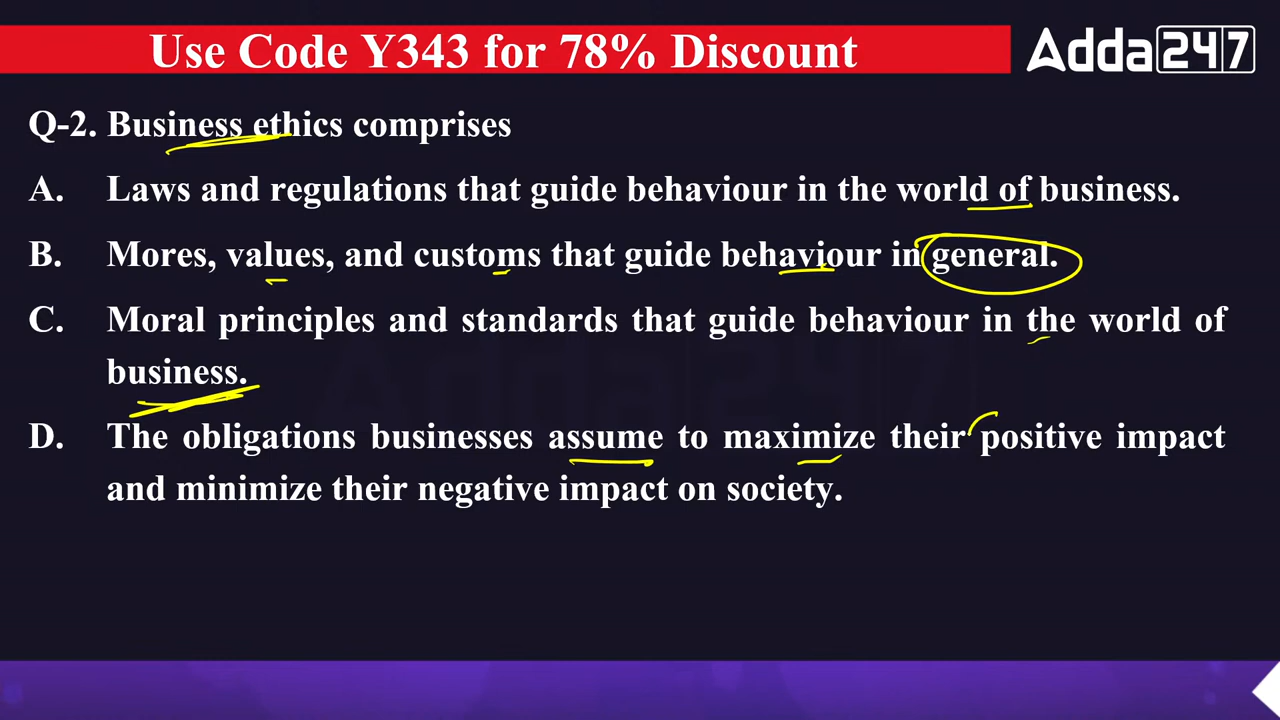 Use Code Y343 for 78% Discount
Adda247
Q-2. Business ethics comprises
A. Laws and regulations that guide behaviour in the world of business.
B. Mores, values, and customs that guide behaviour in general.
C. Moral principles and standards that guide behaviour in the world of
business.
D. The obligations businesses assume to maximize their positive impact
and minimize their negative impact on society.